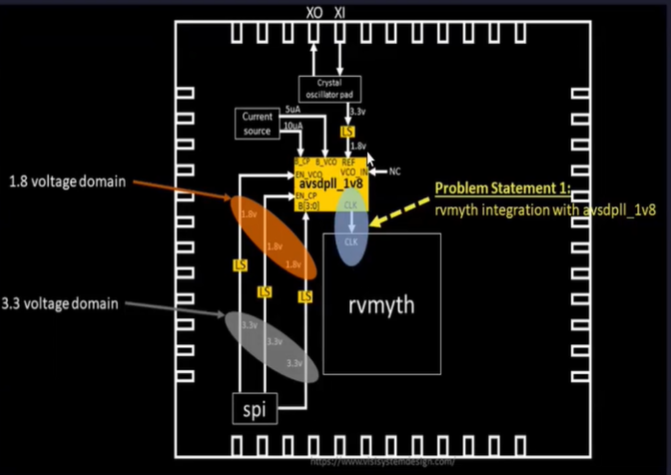 XO XI
Crystal
oscillator pad
Current
source
5uA
10uA
3.3v
LS
1.8v
B_CP B_VCO REF
VCO_IN
NC
EN_VCO
avsdpll_1v8
EN_CP
B[3:0]
CLK
CLK
1.8 voltage domain
Problem Statement 1:
rvmyth integration with avsdpll_1v8
1.8v
1.8v
1.8v
LS
LS
LS
3.3 voltage domain
rvmyth
3.3v
3.3v
3.3v
spi
https://www.vlsisystemdesign.com/